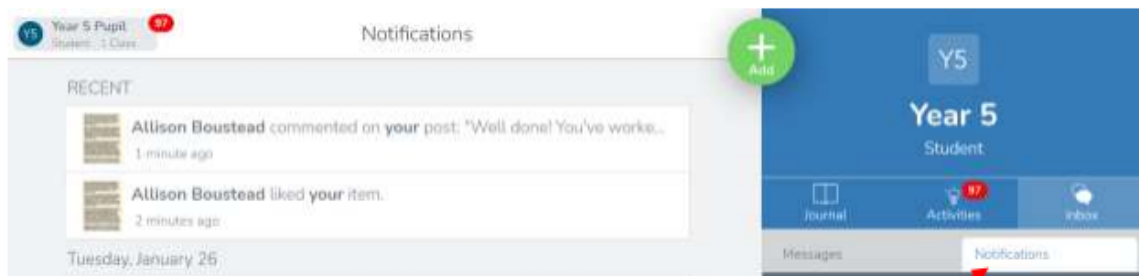 Y5
Year 5 Pupil
97
Student 1 Class
Notifications
RECENT
Allison Boustead commented on your post: "Well done! You've worke...
1 minute ago
Allison Boustead liked your item.
2 minutes ago
Tuesday, January 26
Add
Y5
Year 5
Student
Journal
97
Activities
Inbox
Messages
Notifications